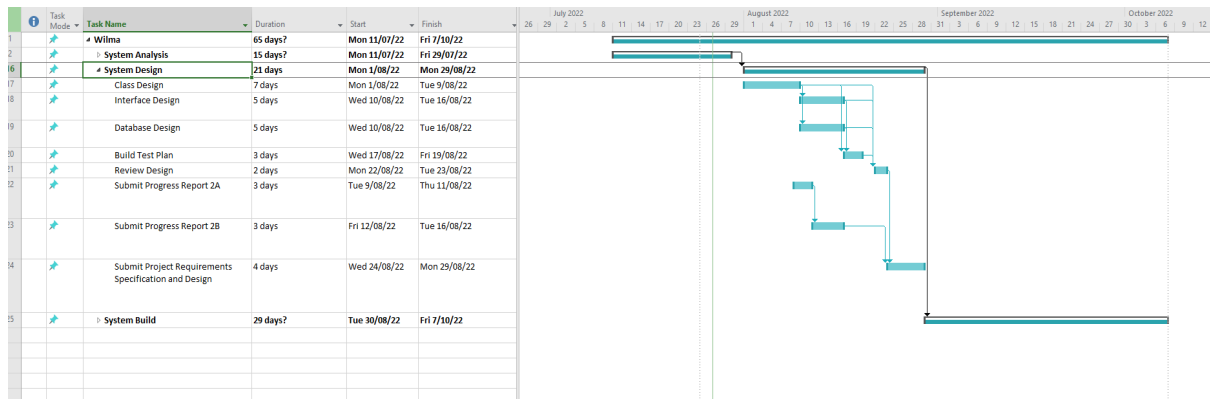 July 2022 August 2022 September 2022 October 2022
Task Mode Task Name Duration Start Finish 26 29 2 5 8 11 14 17 20 23 26 29 1 4 7 10 13 16 19 22 25 28 31 3 6 9 12 15 18 21 24 27 30 3 6 9 12
1 Wilma 65 days? Mon 11/07/22 Fri 7/10/22
2 System Analysis 15 days? Mon 11/07/22 Fri 29/07/22
16 System Design 21 days Mon 1/08/22 Mon 29/08/22
17 Class Design 7 days Mon 1/08/22 Tue 9/08/22
18 Interface Design 5 days Wed 10/08/22 Tue 16/08/22
19 Database Design 5 days Wed 10/08/22 Tue 16/08/22
20 Build Test Plan 3 days Wed 17/08/22 Fri 19/08/22
21 Review Design 2 days Mon 22/08/22 Tue 23/08/22
22 Submit Progress Report 2A 3 days Tue 9/08/22 Thu 11/08/22
23 Submit Progress Report 2B 3 days Fri 12/08/22 Tue 16/08/22
24 Submit Project Requirements 4 days Wed 24/08/22 Mon 29/08/22
Specification and Design
25 System Build 29 days? Tue 30/08/22 Fri 7/10/22